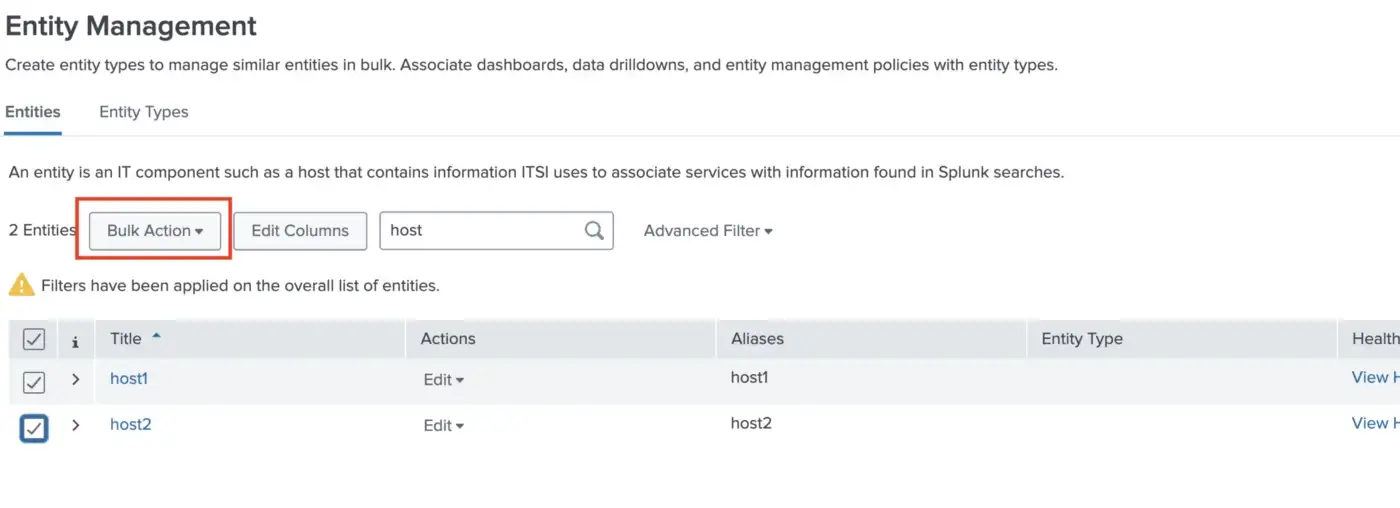 Entity Management
Create entity types to manage similar entities in bulk. Associate dashboards, data drilldowns, and entity management policies with entity types.
Entities Entity Types
An entity is an IT component such as a host that contains information ITSI uses to associate services with information found in Splunk searches.
2 Entities Bulk Action Edit Columns host Advanced Filter
Filters have been applied on the overall list of entities.
i Title Actions Aliases Entity Type Health
host1 Edit host1 View H
host2 Edit host2 View H